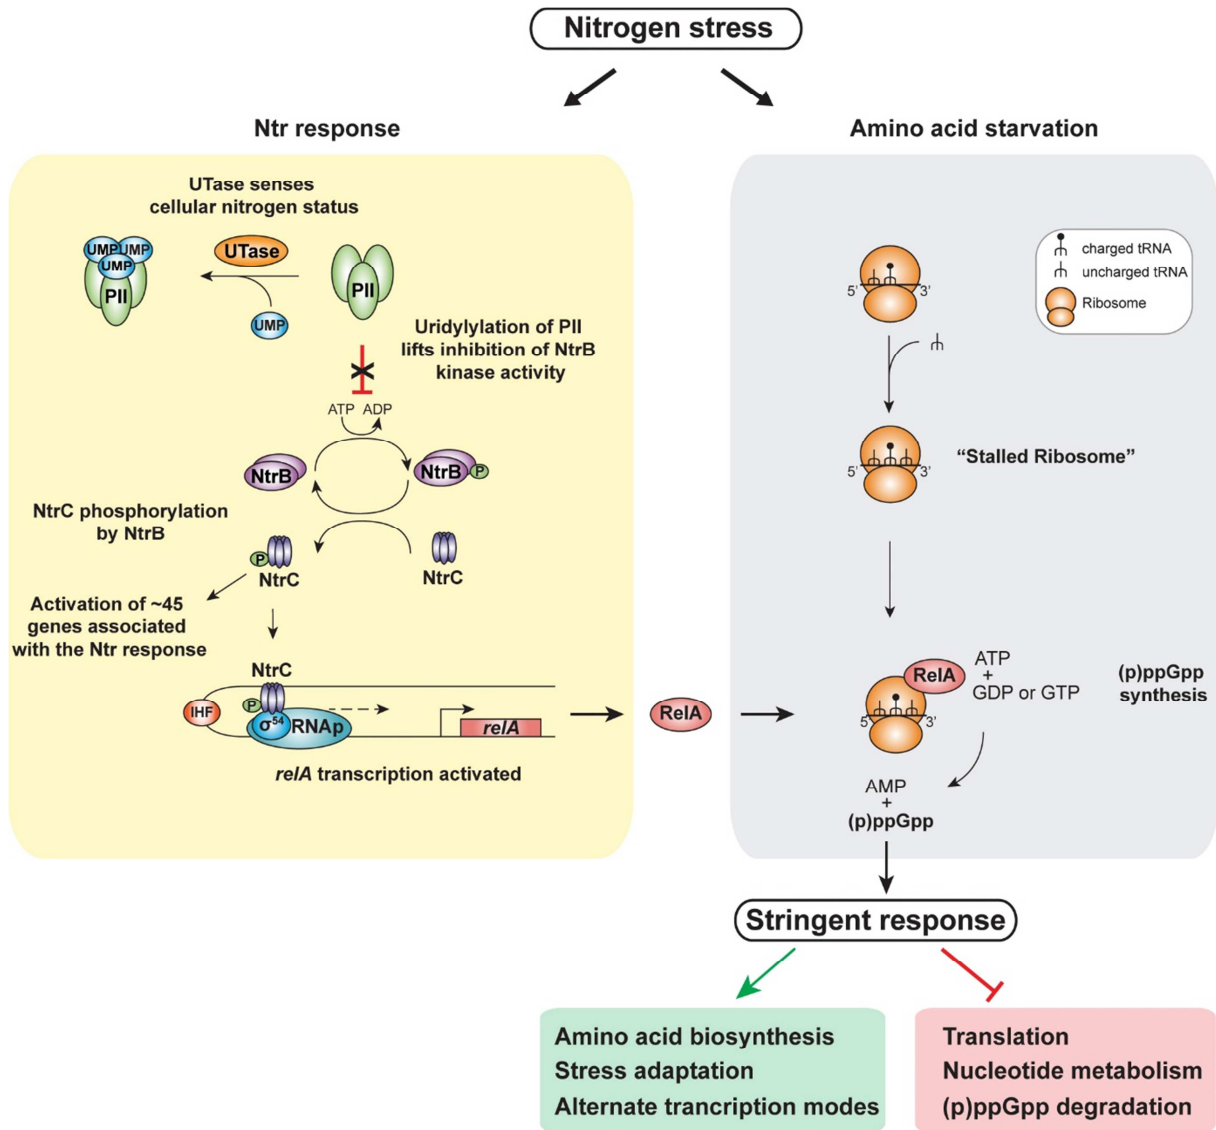 Nitrogen stress
Ntr response
UTase senses
cellular nitrogen status
UMP
UMP
UMP
PII
UTase
UMP
PII
Uridylylation of PII
lifts inhibition of NtrB
kinase activity
ATP
ADP
NtrB
NtrB
P
NtrC phosphorylation
by NtrB
P
NtrC
NtrC
Activation of ~45
genes associated
with the Ntr response
NtrC
P
IHF
σ54
RNAp
relA
relA transcription activated
RelA
Amino acid starvation
charged tRNA
uncharged tRNA
Ribosome
5'
3'
5'
3'
“Stalled Ribosome”
RelA
ATP
+
GDP or GTP
(p)ppGpp
synthesis
5'
3'
AMP
+
(p)ppGpp
Stringent response
Amino acid biosynthesis
Stress adaptation
Alternate trancription modes
Translation
Nucleotide metabolism
(p)ppGpp degradation